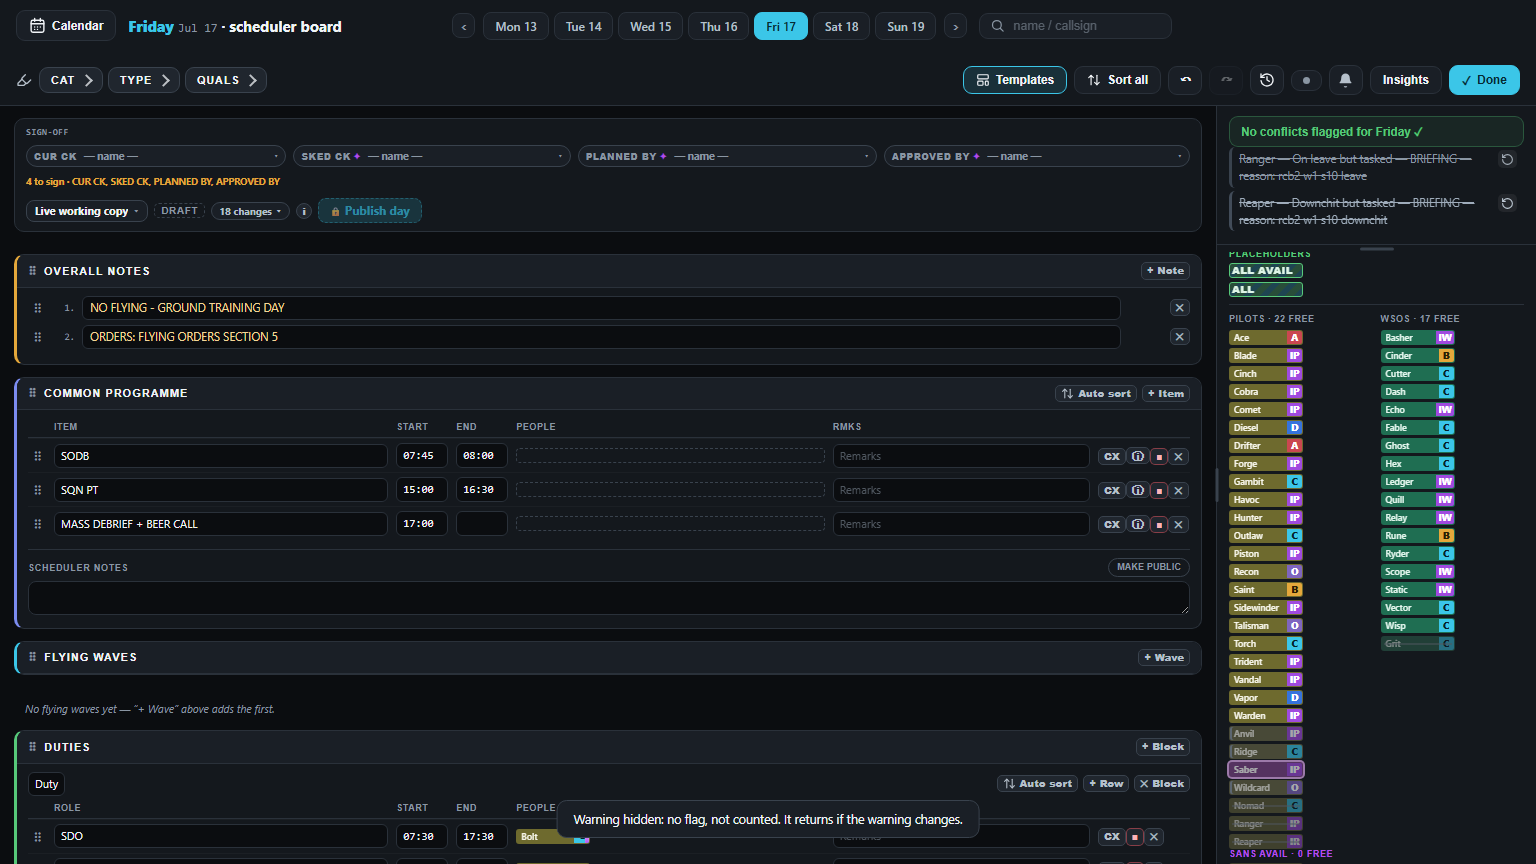 Calendar
Friday Jul 17 · scheduler board
‹ Mon 13 Tue 14 Wed 15 Thu 16 Fri 17 Sat 18 Sun 19 ›
name / callsign
CAT TYPE QUALS
Templates Sort all Insights ✓ Done
SIGN-OFF
CUR CK — name — SKED CK ✦ — name — PLANNED BY ✦ — name — APPROVED BY ✦ — name —
4 to sign · CUR CK, SKED CK, PLANNED BY, APPROVED BY
Live working copy DRAFT 18 changes i Publish day
OVERALL NOTES + Note
1. NO FLYING - GROUND TRAINING DAY
2. ORDERS: FLYING ORDERS SECTION 5
COMMON PROGRAMME Auto sort + Item
ITEM START END PEOPLE RMKS
SODB 07:45 08:00 Remarks CX
SQN PT 15:00 16:30 Remarks CX
MASS DEBRIEF + BEER CALL 17:00 Remarks CX
SCHEDULER NOTES MAKE PUBLIC
FLYING WAVES + Wave
No flying waves yet — "+ Wave" above adds the first.
DUTIES + Block
Duty Auto sort + Row ✕ Block
ROLE START END PEOPLE
SDO 07:30 17:30 Bolt CX
Warning hidden: no flag, not counted. It returns if the warning changes.
No conflicts flagged for Friday ✓
Ranger — On leave but tasked — BRIEFING —
reason: rcb2 w1 s10 leave
Reaper — Downchit but tasked — BRIEFING —
reason: rcb2 w1 s10 downchit
PLACEHOLDERS
ALL AVAIL
ALL
PILOTS · 22 FREE
Ace A
Blade IP
Cinch IP
Cobra IP
Comet IP
Diesel D
Drifter A
Forge IP
Gambit C
Havoc IP
Hunter IP
Outlaw C
Piston IP
Recon O
Saint B
Sidewinder IP
Talisman O
Torch C
Trident IP
Vandal IP
Vapor D
Warden IP
Anvil IP
Ridge C
Saber IP
Wildcard O
Nomad C
Ranger IP
Reaper
WSOS · 17 FREE
Basher IW
Cinder B
Cutter C
Dash C
Echo IW
Fable C
Ghost C
Hex C
Ledger IW
Quill IW
Relay IW
Rune B
Ryder C
Scope IW
Static IW
Vector C
Wisp C
Grit C
SANS AVAIL · 0 FREE